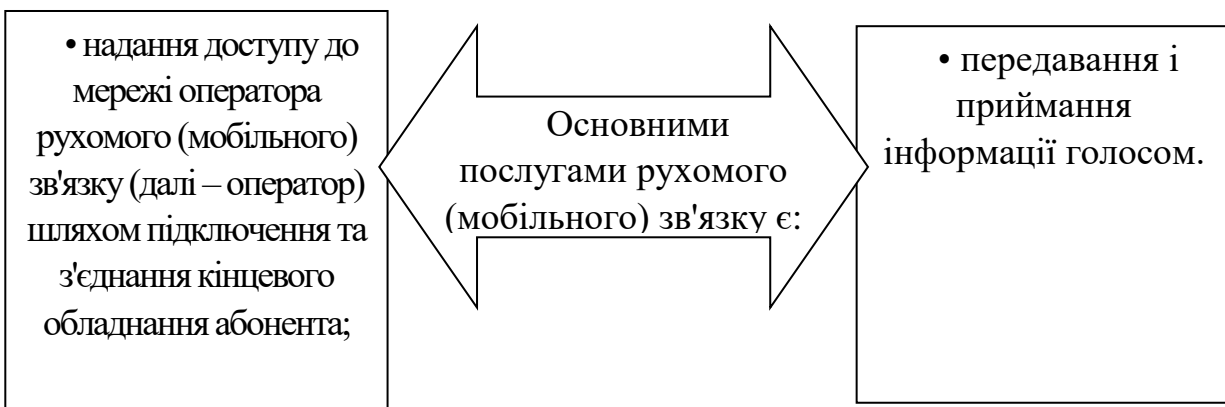 • надання доступу до
мережі оператора
рухомого (мобільного)
зв'язку (далі – оператор)
шляхом підключення та
з'єднання кінцевого
обладнання абонента;
Основними
послугами рухомого
(мобільного) зв'язку є:
• передавання і
приймання
інформації голосом.